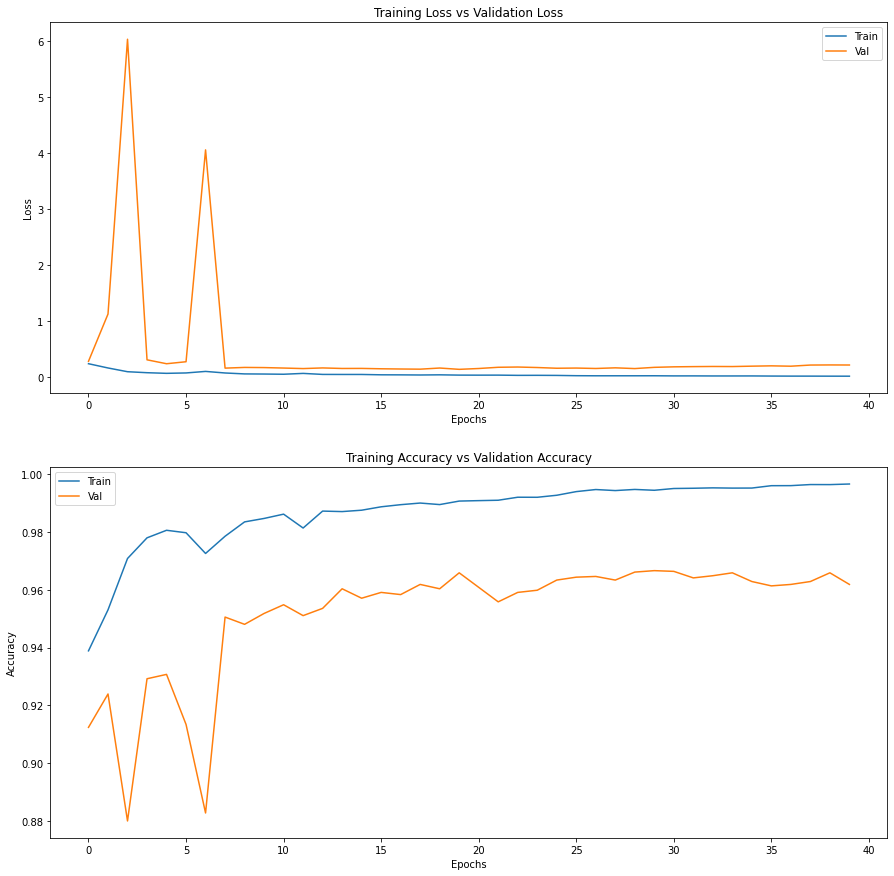 Training Loss vs Validation Loss
Train
Val
6
5
4
3
2
1
0
Loss
0 5 10 15 20 25 30 35 40
Epochs
Training Accuracy vs Validation Accuracy
Train
Val
1.00
0.98
0.96
0.94
0.92
0.90
0.88
Accuracy
0 5 10 15 20 25 30 35 40
Epochs